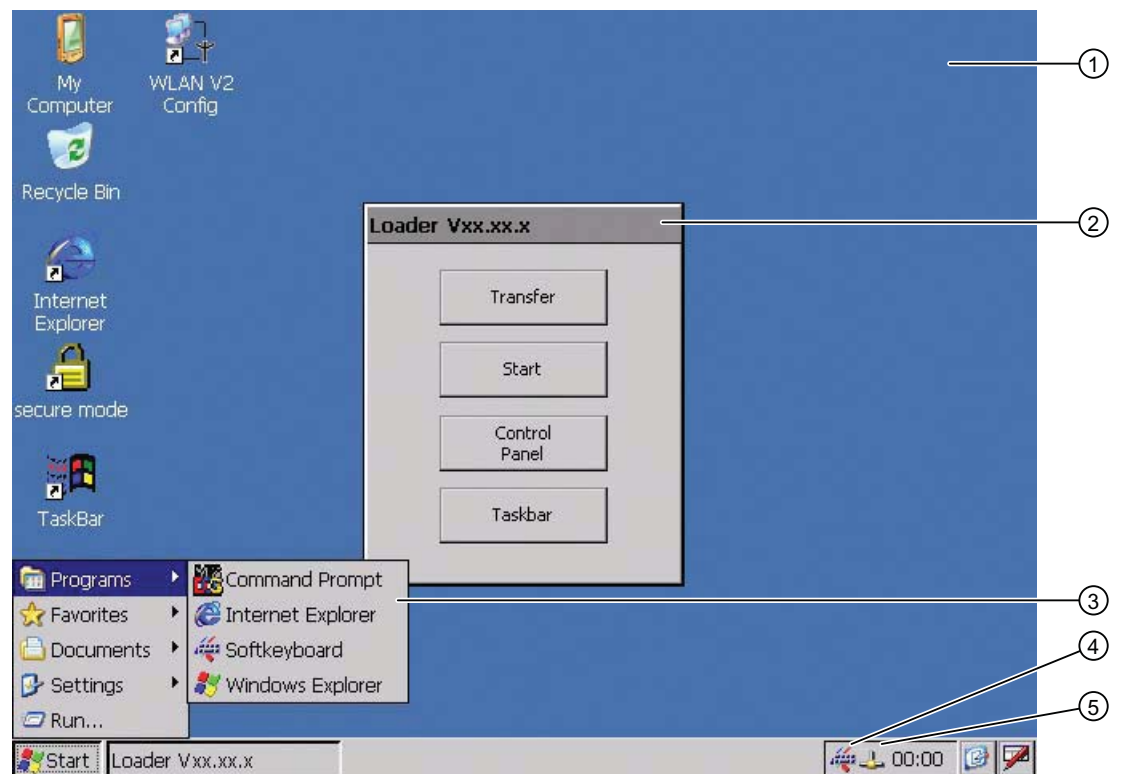 My
Computer
WLAN V2
Config
Recycle Bin
Internet
Explorer
secure mode
TaskBar
Loader Vxx.xx.x
Transfer
Start
Control
Panel
Taskbar
Programs
Favorites
Documents
Settings
Run...
Command Prompt
Internet Explorer
Softkeyboard
Windows Explorer
Start
Loader Vxx.xx.x
00:00
1
2
3
4
5